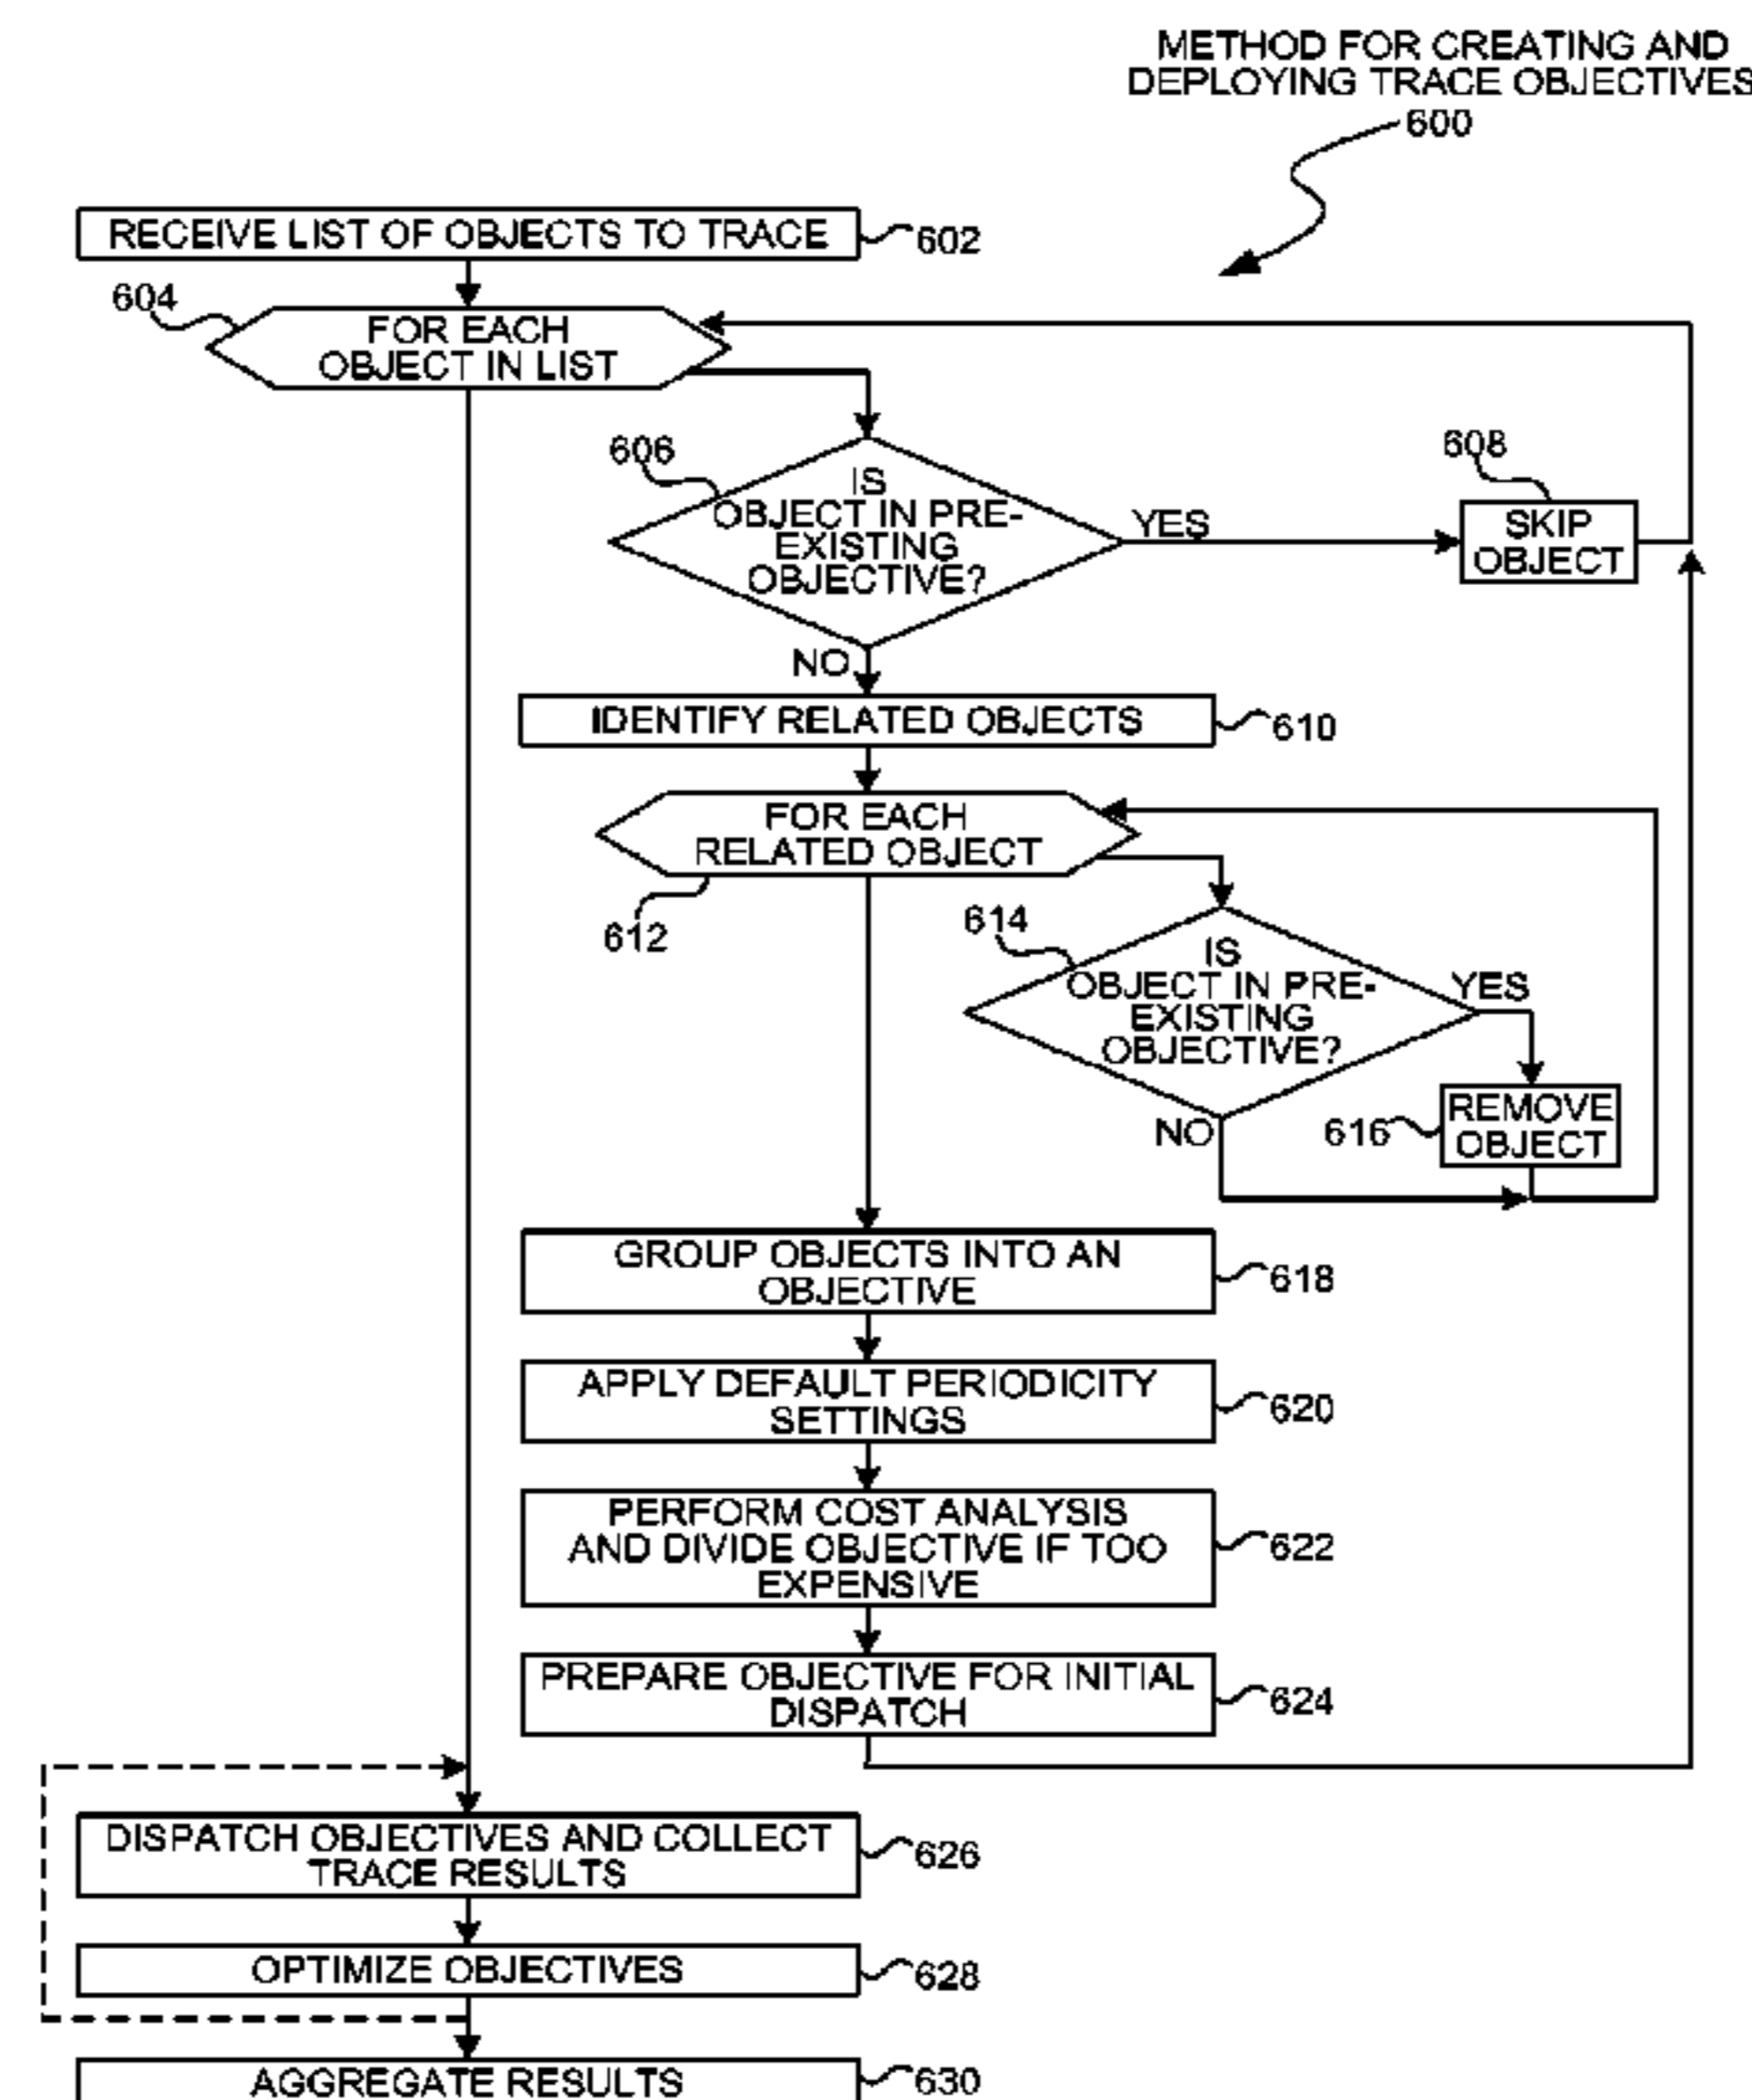 METHOD FOR CREATING AND
DEPLOYING TRACE OBJECTIVES
600
RECEIVE LIST OF OBJECTS TO TRACE
602
604
FOR EACH
OBJECT IN LIST
606
IS
OBJECT IN PRE-
EXISTING
OBJECTIVE?
YES
608
SKIP
OBJECT
NO
IDENTIFY RELATED OBJECTS
610
FOR EACH
RELATED OBJECT
612
614
IS
OBJECT IN PRE-
EXISTING
OBJECTIVE?
YES
NO
616
REMOVE
OBJECT
GROUP OBJECTS INTO AN
OBJECTIVE
618
APPLY DEFAULT PERIODICITY
SETTINGS
620
PERFORM COST ANALYSIS
AND DIVIDE OBJECTIVE IF TOO
EXPENSIVE
622
PREPARE OBJECTIVE FOR INITIAL
DISPATCH
624
DISPATCH OBJECTIVES AND COLLECT
TRACE RESULTS
626
OPTIMIZE OBJECTIVES
628
AGGREGATE RESULTS
630